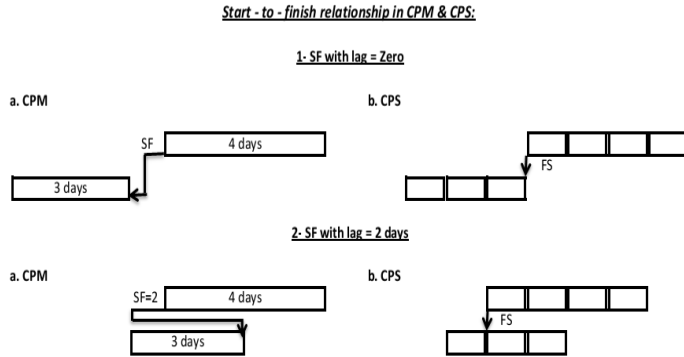 Start - to - finish relationship in CPM & CPS:
1- SF with lag = Zero
a. CPM
b. CPS
SF
4 days
FS
3 days
2- SF with lag = 2 days
a. CPM
b. CPS
SF=2
4 days
FS
3 days